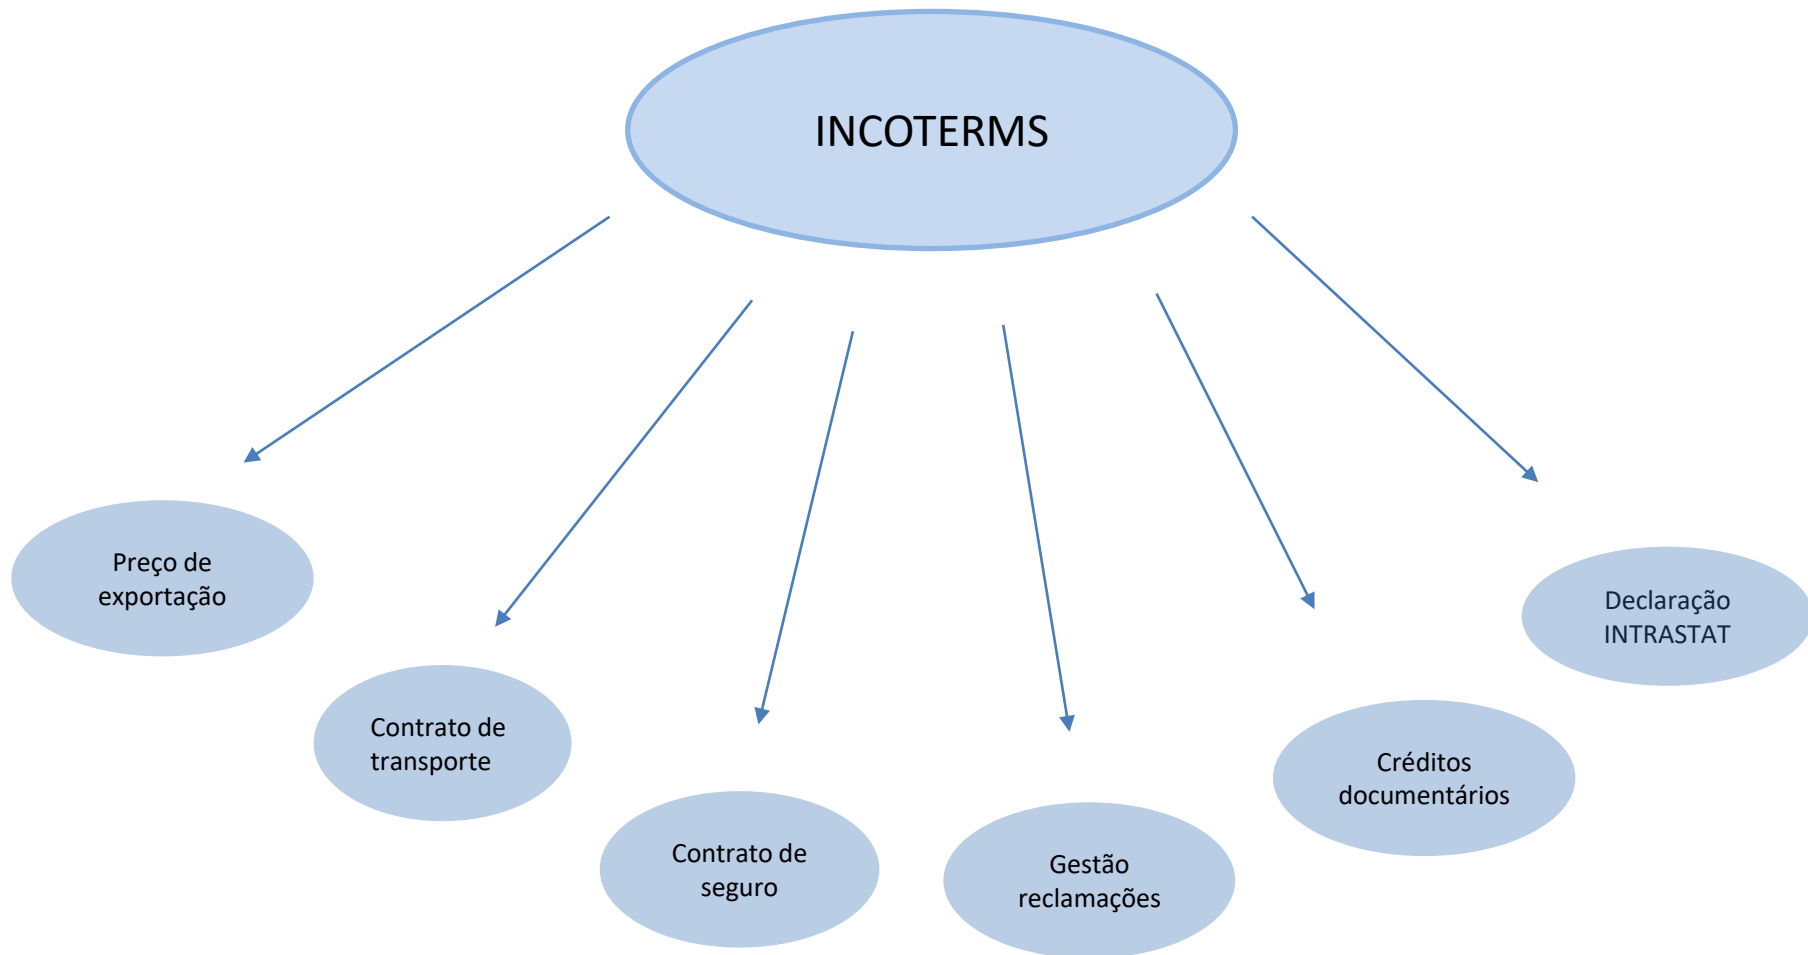 INCOTERMS
Preço de
exportação
Contrato de
transporte
Contrato de
seguro
Gestão
reclamações
Créditos
documentários
Declaração
INTRASTAT